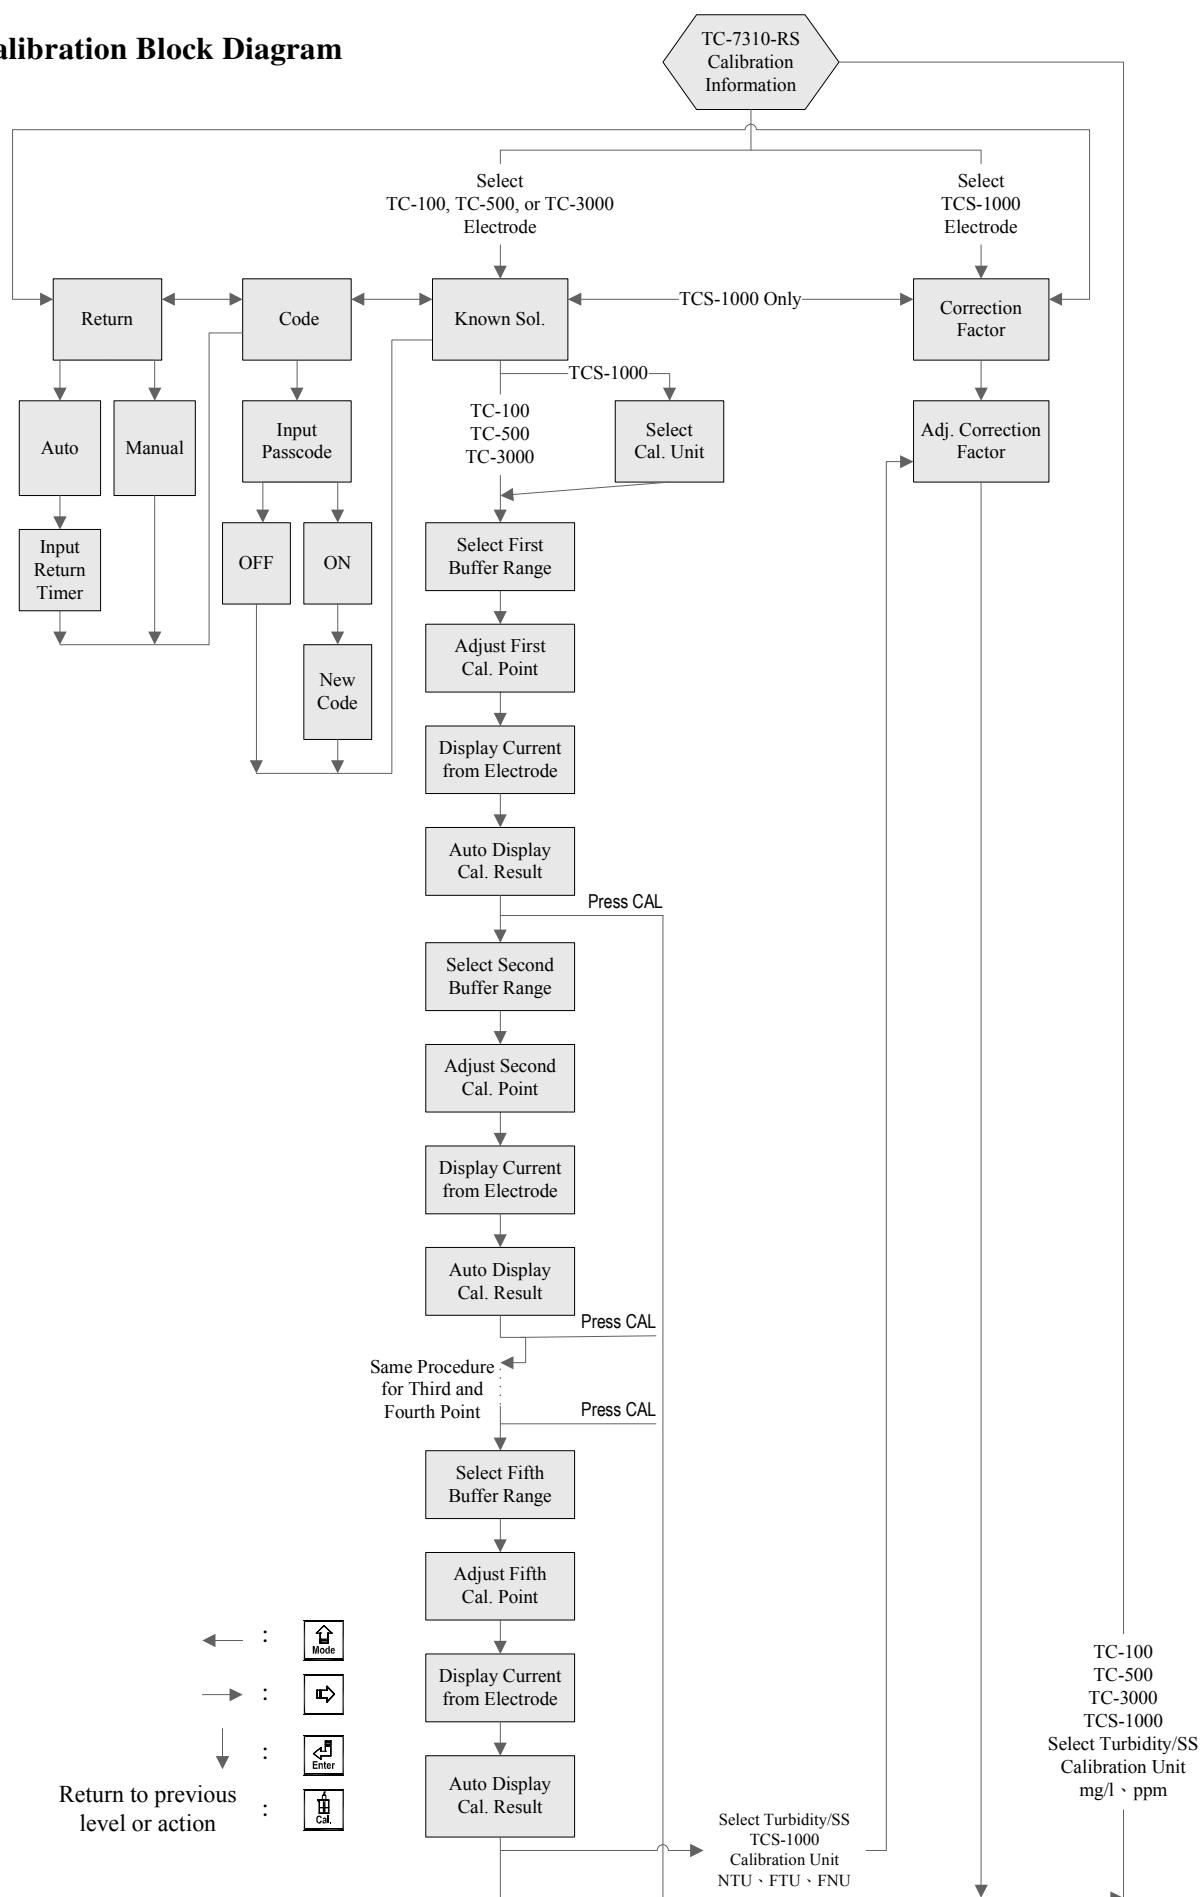 alibration Block Diagram
TC-7310-RS
Calibration
Information
Select
TC-100, TC-500, or TC-3000
Electrode
Select
TCS-1000
Electrode
Return
Code
Known Sol.
TCS-1000 Only
Correction
Factor
TCS-1000
Auto
Manual
Input
Passcode
TC-100
TC-500
TC-3000
Select
Cal. Unit
Adj. Correction
Factor
Input
Return
Timer
OFF
ON
Select First
Buffer Range
New
Code
Adjust First
Cal. Point
Display Current
from Electrode
Auto Display
Cal. Result
Press CAL
Select Second
Buffer Range
Adjust Second
Cal. Point
Display Current
from Electrode
Auto Display
Cal. Result
Press CAL
Same Procedure
for Third and
Fourth Point
Press CAL
Select Fifth
Buffer Range
Adjust Fifth
Cal. Point
Display Current
from Electrode
Auto Display
Cal. Result
: Mode
:
: Enter
Return to previous
level or action
: Cal.
Select Turbidity/SS
TCS-1000
Calibration Unit
NTU、FTU、FNU
TC-100
TC-500
TC-3000
TCS-1000
Select Turbidity/SS
Calibration Unit
mg/l、ppm